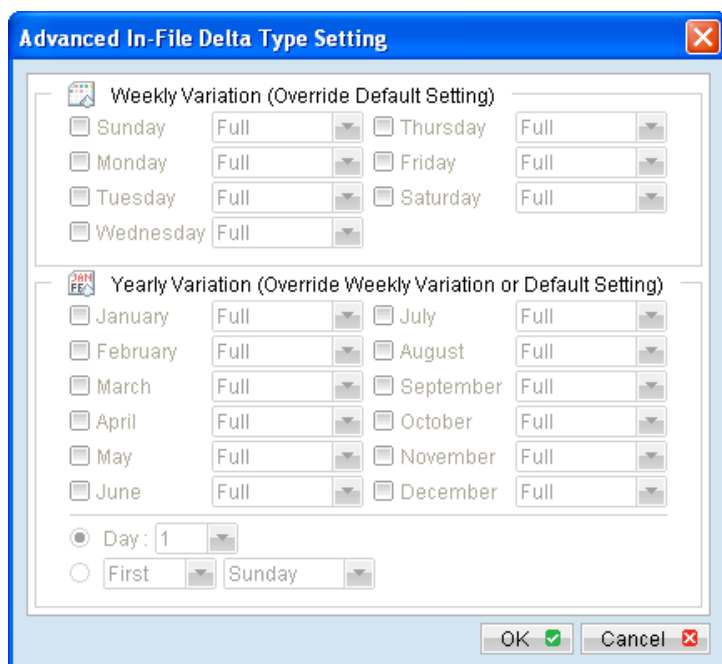 Advanced In-File Delta Type Setting
Weekly Variation (Override Default Setting)
Sunday Full Thursday Full
Monday Full Friday Full
Tuesday Full Saturday Full
Wednesday Full
JAN
FE
Yearly Variation (Override Weekly Variation or Default Setting)
January Full July Full
February Full August Full
March Full September Full
April Full October Full
May Full November Full
June Full December Full
Day : 1
First Sunday
OK Cancel